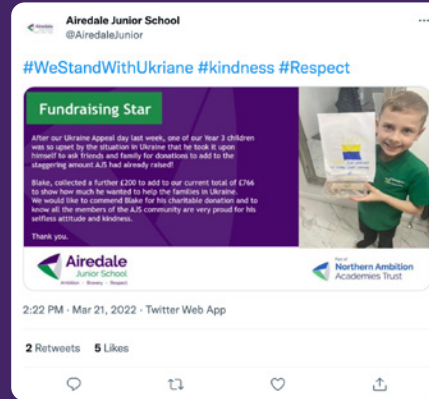 Airedale Junior School
@AiredaleJunior
#WeStandWithUkriane #kindness #Respect
Fundraising Star
After our Ukraine Appeal day last week, one of our Year 3 children
was so upset by the situation in Ukraine that he took it upon
himself to ask friends and family for donations to add to the
staggering amount AJS had already raised!
Blake, collected a further £200 to add to our current total of £766
to show how much he wanted to help the families in Ukraine.
We would like to commend Blake for his charitable donation and to
know all the members of the AJS community are very proud for his
selfless attitude and kindness.
Thank you.
Airedale
Junior School
Ambition · Bravery · Respect
Part of
Northern Ambition
Academies Trust
2:22 PM · Mar 21, 2022 · Twitter Web App
2 Retweets 5 Likes